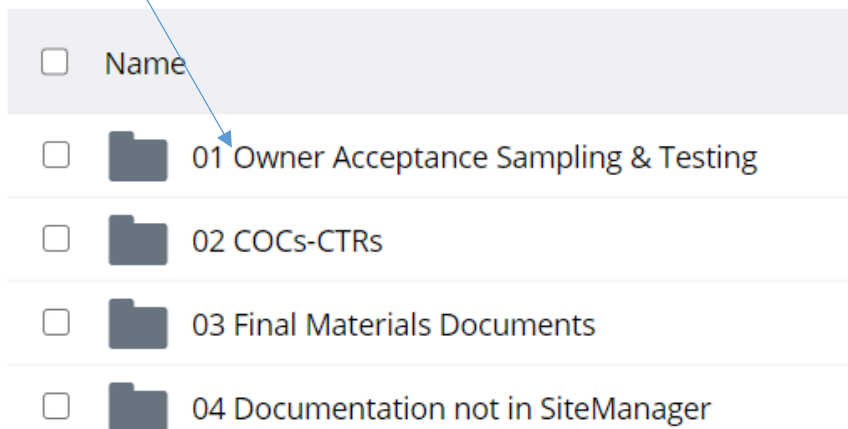 Name
01 Owner Acceptance Sampling & Testing
02 COCs-CTRs
03 Final Materials Documents
04 Documentation not in SiteManager